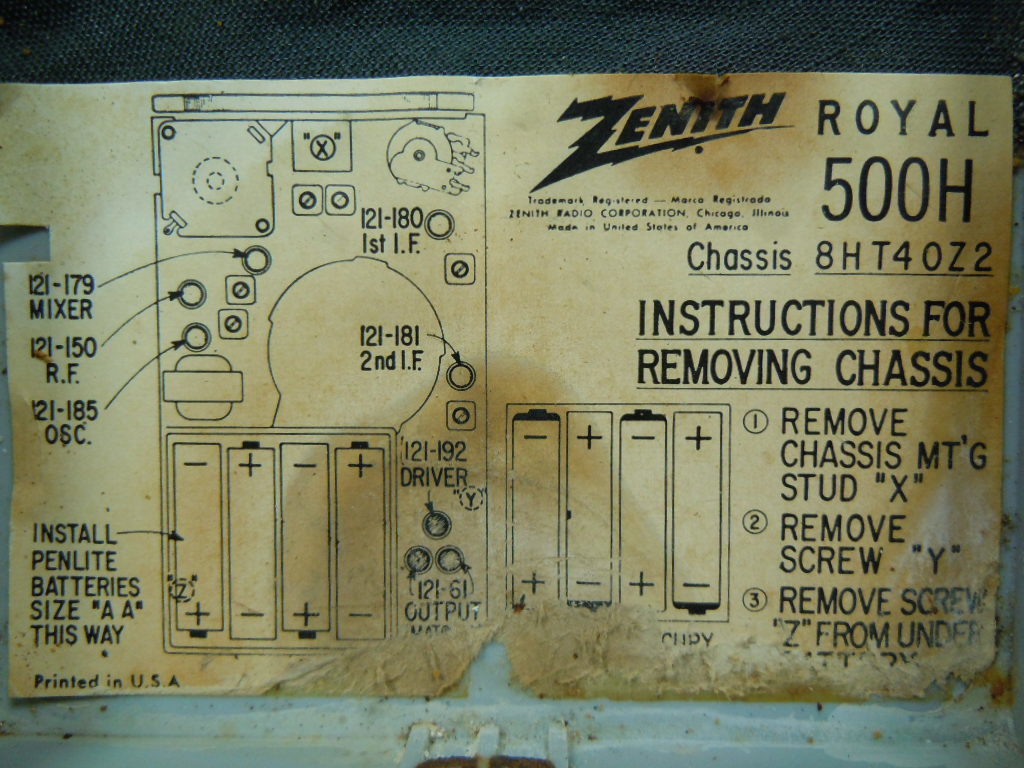 ZENITH
ROYAL
500H
Trademark Registered — Marca Registrada
ZENITH RADIO CORPORATION, Chicago, Illinois
Made in United States of America
Chassis 8HT40Z2
INSTRUCTIONS FOR
REMOVING CHASSIS
① REMOVE
CHASSIS MT'G
STUD "X"
② REMOVE
SCREW "Y"
③ REMOVE SCREW
"Z" FROM UNDER
"X"
121-180
1st I.F.
121-179
MIXER
121-150
R.F.
121-185
OSC.
121-181
2nd I.F.
121-192
DRIVER
"Y"
121-61
OUTPUT
INSTALL
PENLITE
BATTERIES
SIZE "AA"
THIS WAY
"Z"
− + − +
+ − + −
− + − +
+ − + −
Printed in U.S.A